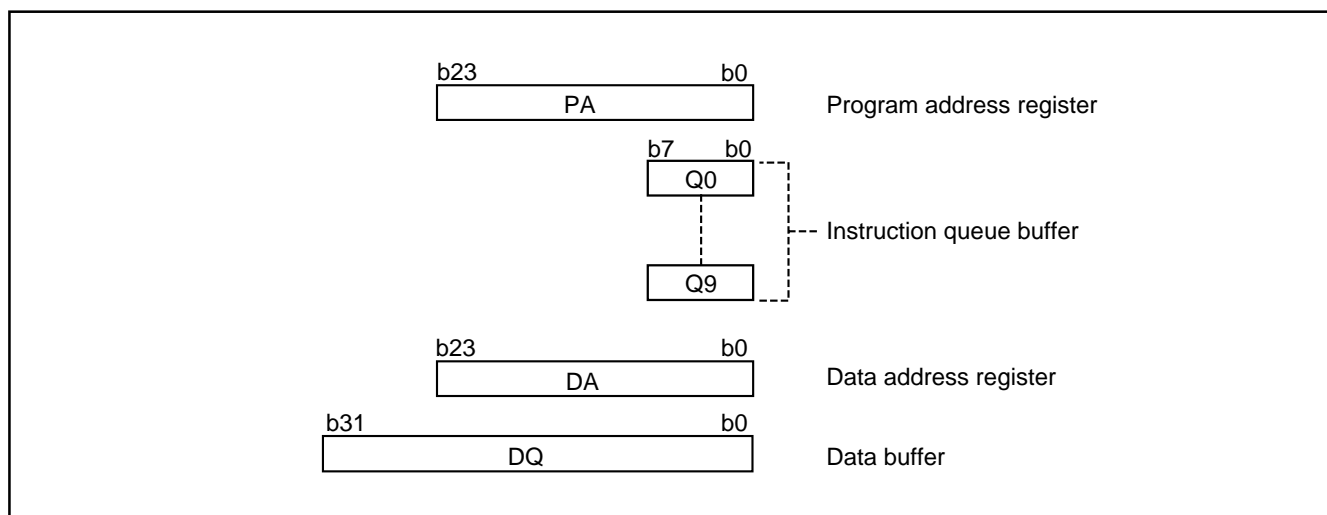 b23 b0
PA Program address register
b7 b0
Q0
Instruction queue buffer
Q9
b23 b0
DA Data address register
b31 b0
DQ Data buffer